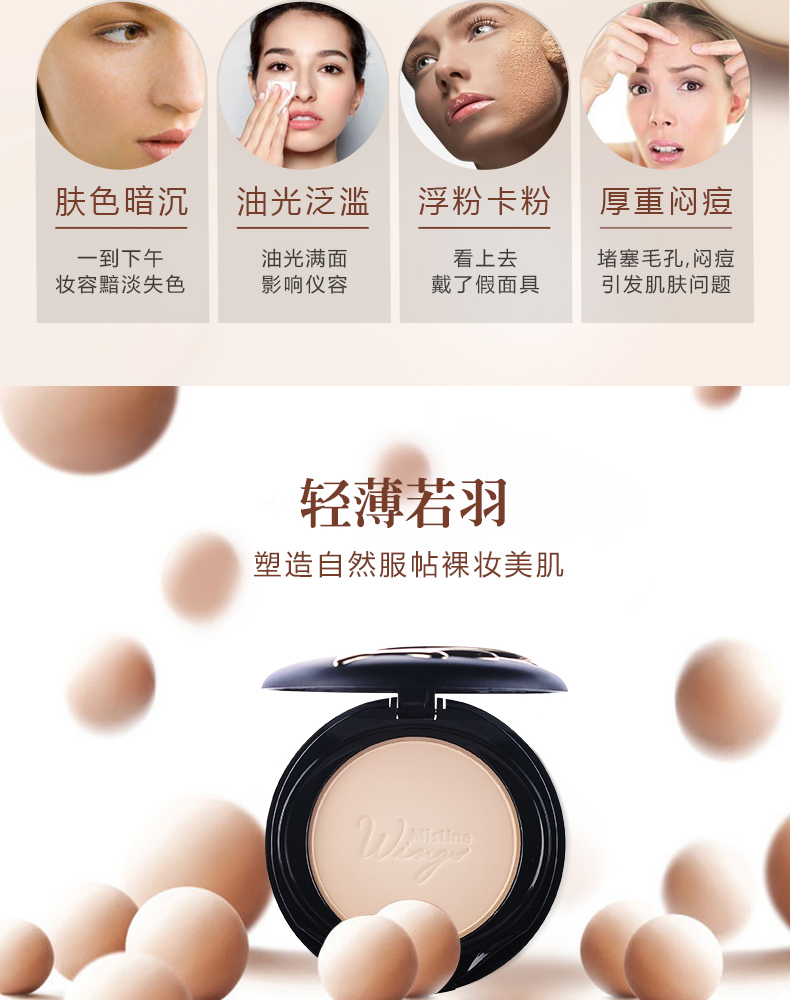 肤色暗沉
一到下午
妆容黯淡失色
油光泛滥
油光满面
影响仪容
浮粉卡粉
看上去
戴了假面具
厚重闷痘
堵塞毛孔,闷痘
引发肌肤问题
轻薄若羽
塑造自然服帖裸妆美肌
Mistine
Wings